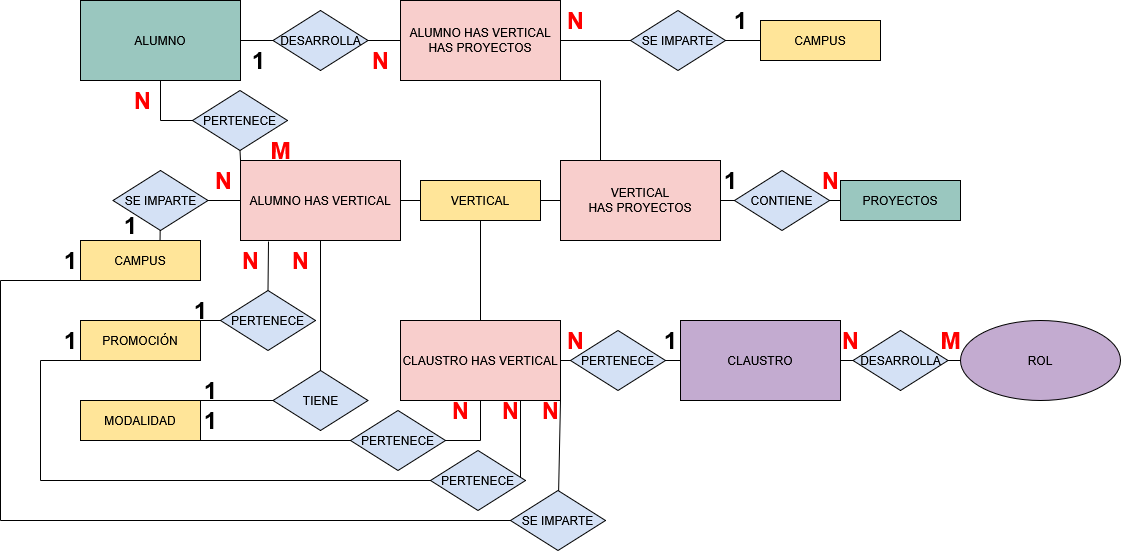 ALUMNO
1
DESARROLLA
N
ALUMNO HAS VERTICAL
HAS PROYECTOS
N
SE IMPARTE
1
CAMPUS
N
PERTENECE
M
SE IMPARTE
N
1
ALUMNO HAS VERTICAL
VERTICAL
VERTICAL
HAS PROYECTOS
1
CONTIENE
N
PROYECTOS
1
CAMPUS
N
N
1
PROMOCIÓN
1
PERTENECE
CLAUSTRO HAS VERTICAL
N
PERTENECE
1
CLAUSTRO
N
DESARROLLA
M
ROL
MODALIDAD
1
1
TIENE
N
N
N
PERTENECE
PERTENECE
SE IMPARTE